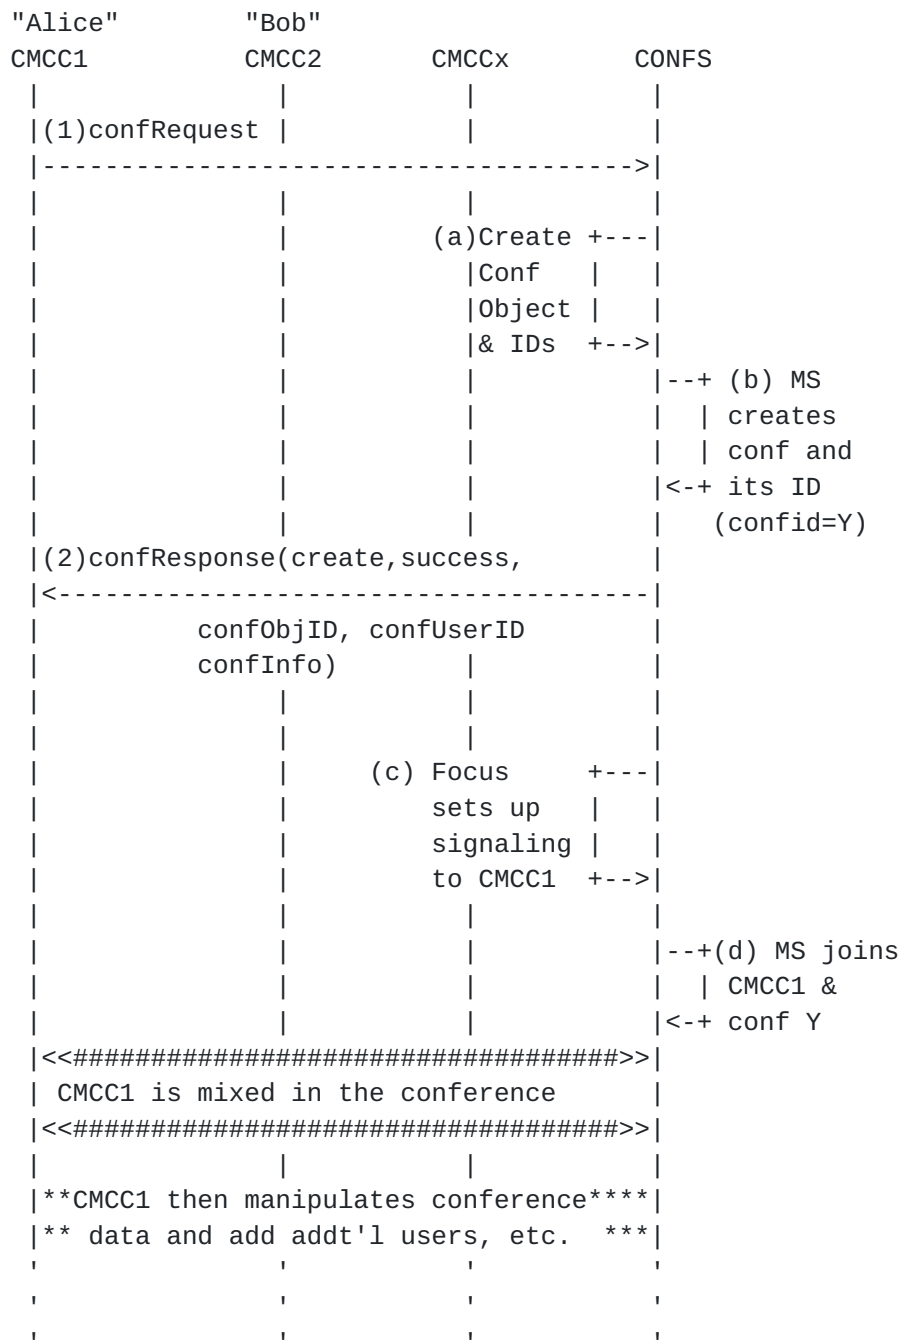 "Alice"        "Bob"
CMCC1          CMCC2       CMCCx        CONFS
 |               |           |           |
 |(1)confRequest |           |           |
 |-------------------------------------->|
 |               |           |           |
 |               |         (a)Create +---|
 |               |           |Conf   |   |
 |               |           |Object |   |
 |               |           |& IDs  +-->|
 |               |           |           |--+ (b) MS
 |               |           |           |  | creates
 |               |           |           |  | conf and
 |               |           |           |<-+ its ID
 |               |           |           |   (confid=Y)
 |(2)confResponse(create,success,        |
 |<--------------------------------------|
 |          confObjID, confUserID        |
 |          confInfo)        |           |
 |               |           |           |
 |               |           |           |
 |               |     (c) Focus     +---|
 |               |         sets up   |   |
 |               |         signaling |   |
 |               |         to CMCC1  +-->|
 |               |           |           |
 |               |           |           |--+(d) MS joins
 |               |           |           |  | CMCC1 &
 |               |           |           |<-+ conf Y
 |<<###################################>>|
 | CMCC1 is mixed in the conference      |
 |<<###################################>>|
 |               |           |           |
 |**CMCC1 then manipulates conference****|
 |** data and add addt'l users, etc.  ***|
 '               '           '           '
 '               '           '           '
 '               '           '           '